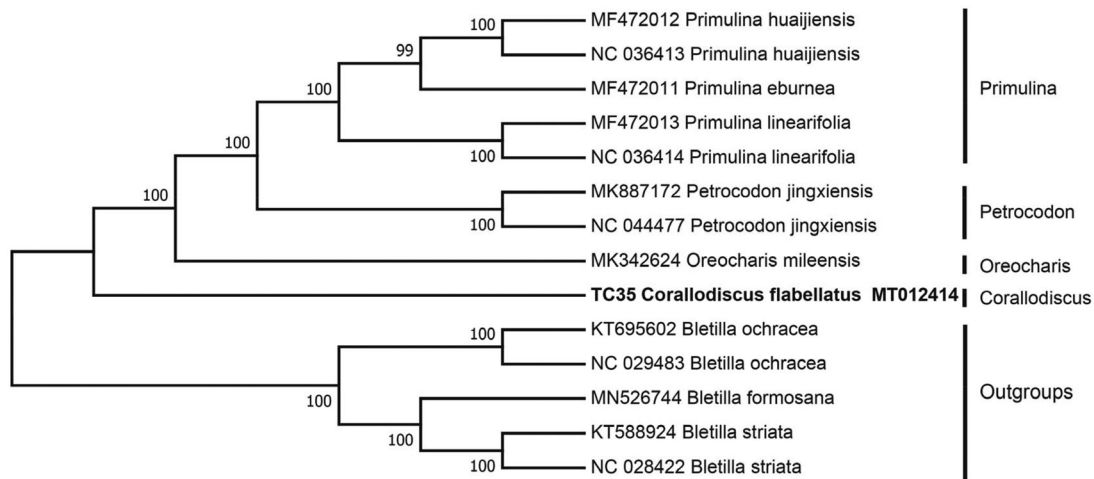 100
MF472012 Primulina huaijiensis
99
NC 036413 Primulina huaijiensis
100
MF472011 Primulina eburnea
Primulina
MF472013 Primulina linearifolia
100
100
NC 036414 Primulina linearifolia
MK887172 Petrocodon jingxiensis
100
100
NC 044477 Petrocodon jingxiensis
Petrocodon
MK342624 Oreocharis mileensis
Oreocharis
TC35 Corallodiscus flabellatus MT012414
Corallodiscus
KT695602 Bletilla ochracea
100
NC 029483 Bletilla ochracea
100
MN526744 Bletilla formosana
Outgroups
100
KT588924 Bletilla striata
100
NC 028422 Bletilla striata